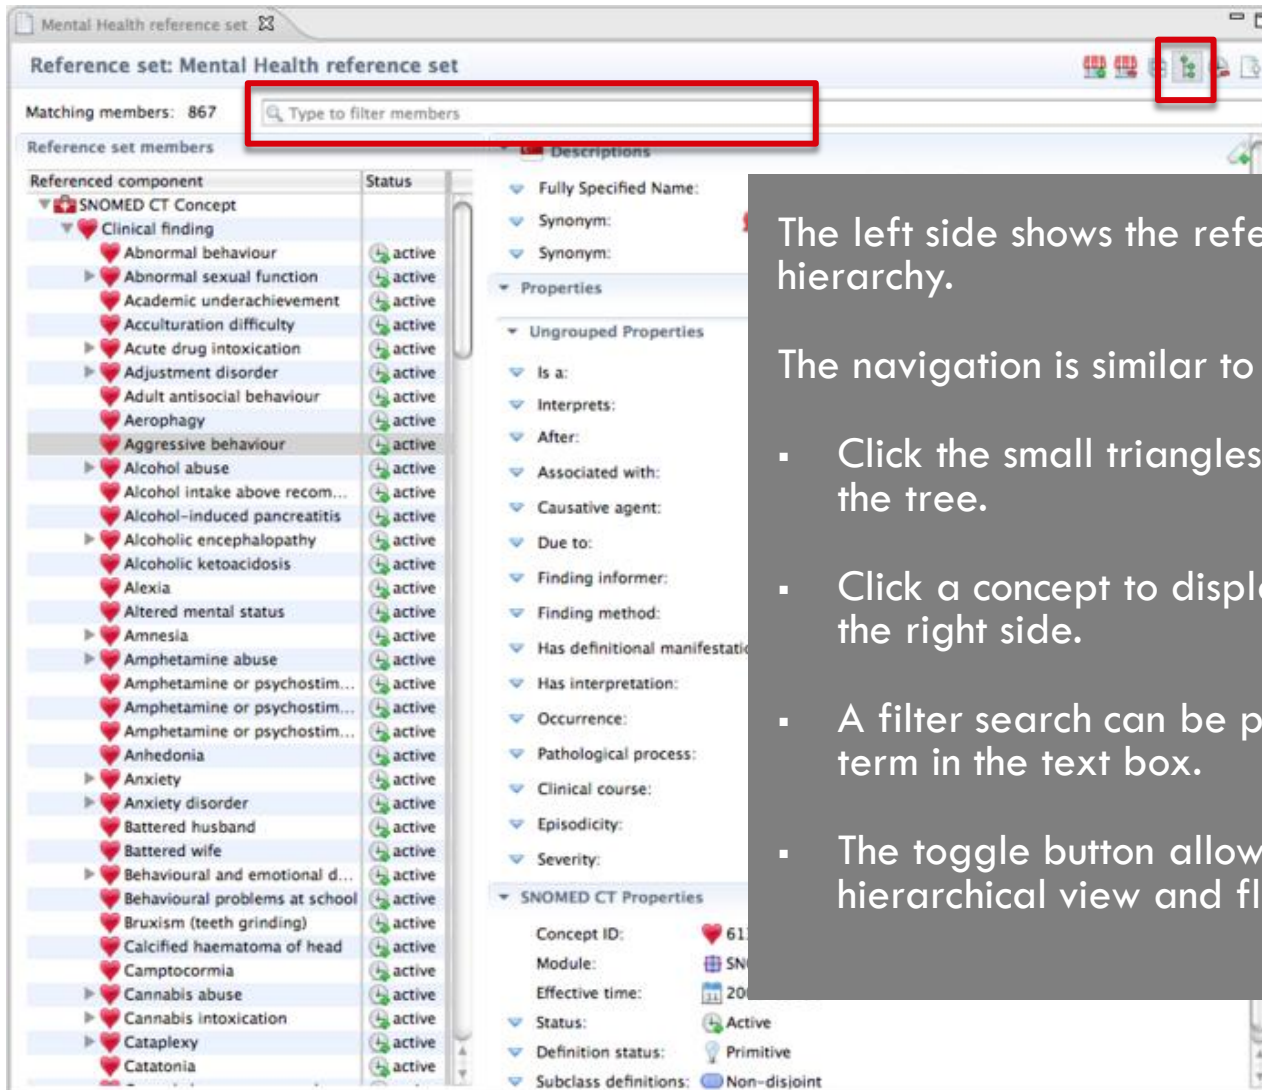 Mental Health reference set
Reference set: Mental Health reference set
Matching members: 867
Type to filter members
Reference set members
Referenced component Status
SNOMED CT Concept
Clinical finding
Abnormal behaviour active
Abnormal sexual function active
Academic underachievement active
Acculturation difficulty active
Acute drug intoxication active
Adjustment disorder active
Adult antisocial behaviour active
Aerophagy active
Aggressive behaviour active
Alcohol abuse active
Alcohol intake above recom... active
Alcohol-induced pancreatitis active
Alcoholic encephalopathy active
Alcoholic ketoacidosis active
Alexia active
Altered mental status active
Amnesia active
Amphetamine abuse active
Amphetamine or psychostim... active
Amphetamine or psychostim... active
Amphetamine or psychostim... active
Anhedonia active
Anxiety active
Anxiety disorder active
Battered husband active
Battered wife active
Behavioural and emotional d... active
Behavioural problems at school active
Bruxism (teeth grinding) active
Calcified haematoma of head active
Camptocormia active
Cannabis abuse active
Cannabis intoxication active
Cataplexy active
Catatonia active
Descriptions
Fully Specified Name:
Synonym:
Synonym:
Properties
Ungrouped Properties
Is a:
Interprets:
After:
Associated with:
Causative agent:
Due to:
Finding informer:
Finding method:
Has definitional manifestatio
Has interpretation:
Occurrence:
Pathological process:
Clinical course:
Episodicity:
Severity:
SNOMED CT Properties
Concept ID: 61
Module: SN
Effective time: 20
Status: Active
Definition status: Primitive
Subclass definitions: Non-disjoint
The left side shows the refe
hierarchy.
The navigation is similar to
▪ Click the small triangles
the tree.
▪ Click a concept to displ
the right side.
▪ A filter search can be p
term in the text box.
▪ The toggle button allow
hierarchical view and fl